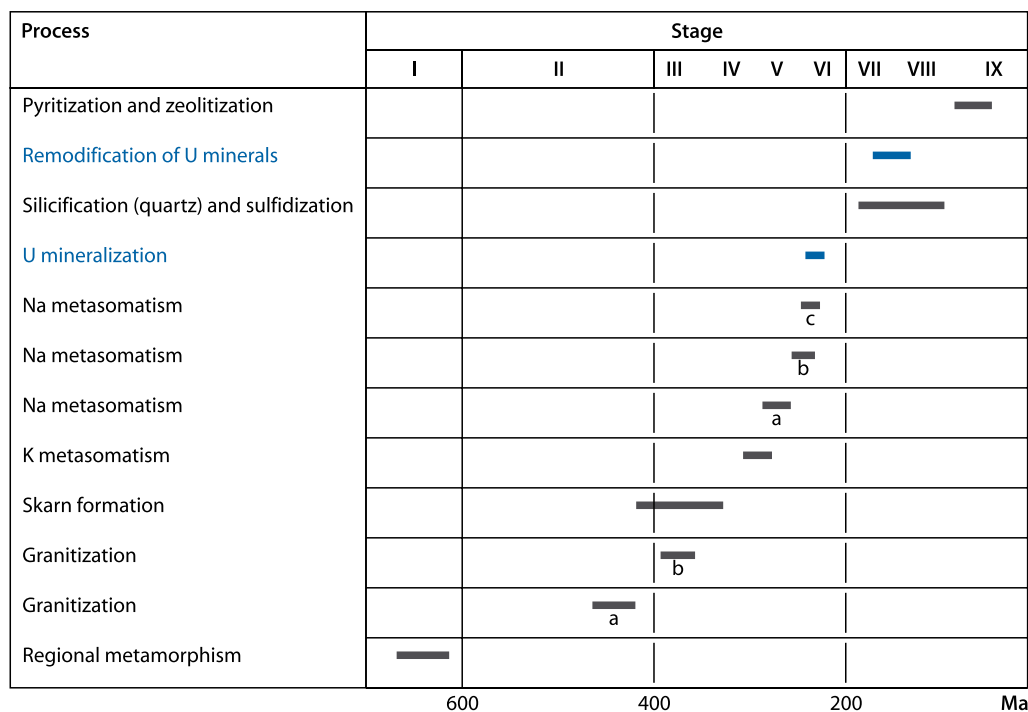 Process
Stage
I II III IV V VI VII VIII IX
Pyritization and zeolitization
Remodification of U minerals
Silicification (quartz) and sulfidization
U mineralization
Na metasomatism
c
Na metasomatism
b
Na metasomatism
a
K metasomatism
Skarn formation
Granitization
b
Granitization
a
Regional metamorphism
600 400 200 Ma